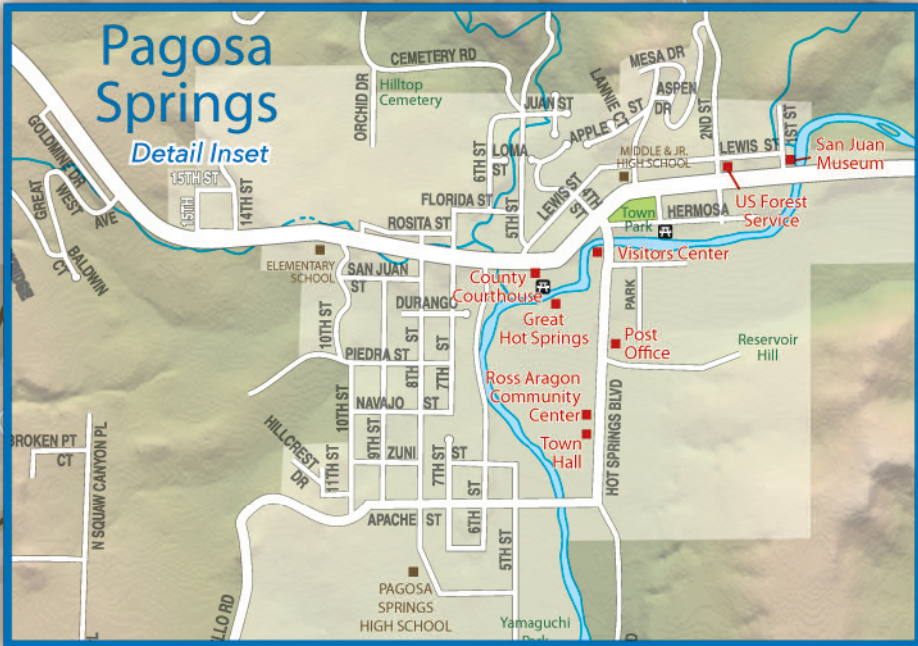 Pagosa
Springs
Detail Inset
CEMETERY RD
MESA DR
Hilltop
Cemetery
ORCHID DR
JUAN ST
LANNIE CT
ASPEN
DR
APPLE ST
2ND ST
1ST ST
LEWIS ST
San Juan
Museum
GOLDMINE DR
GREAT
WEST
AVE
BALDWIN
CT
15TH ST
15TH
14TH ST
6TH ST
LOMA
ST
MIDDLE & JR.
HIGH SCHOOL
US Forest
Service
FLORIDA ST
5TH ST
LEWIS ST
4TH
ST
Town
Park
HERMOSA
ROSITA ST
Visitors Center
ELEMENTARY
SCHOOL
SAN JUAN
ST
County
Courthouse
DURANGO
Great
Hot Springs
PARK
10TH ST
ST
8TH
ST
7TH
Post
Office
Reservoir
Hill
PIEDRA ST
Ross Aragon
Community
Center
10TH ST
NAVAJO ST
9TH ST
HOT SPRINGS BLVD
Town
Hall
BROKEN PT
CT
N SQUAW CANYON PL
HILLCREST
DR
11TH ST
ZUNI ST
7TH ST
6TH ST
APACHE ST
5TH ST
PAGOSA
SPRINGS
HIGH SCHOOL
Yamaguchi
LLO RD